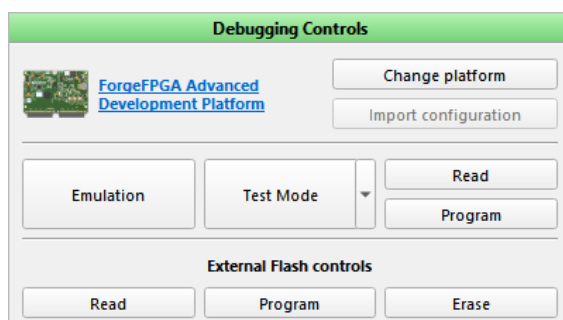 Debugging Controls
ForgeFPGA Advanced
Development Platform
Change platform
Import configuration
Emulation
Test Mode
Read
Program
External Flash controls
Read
Program
Erase